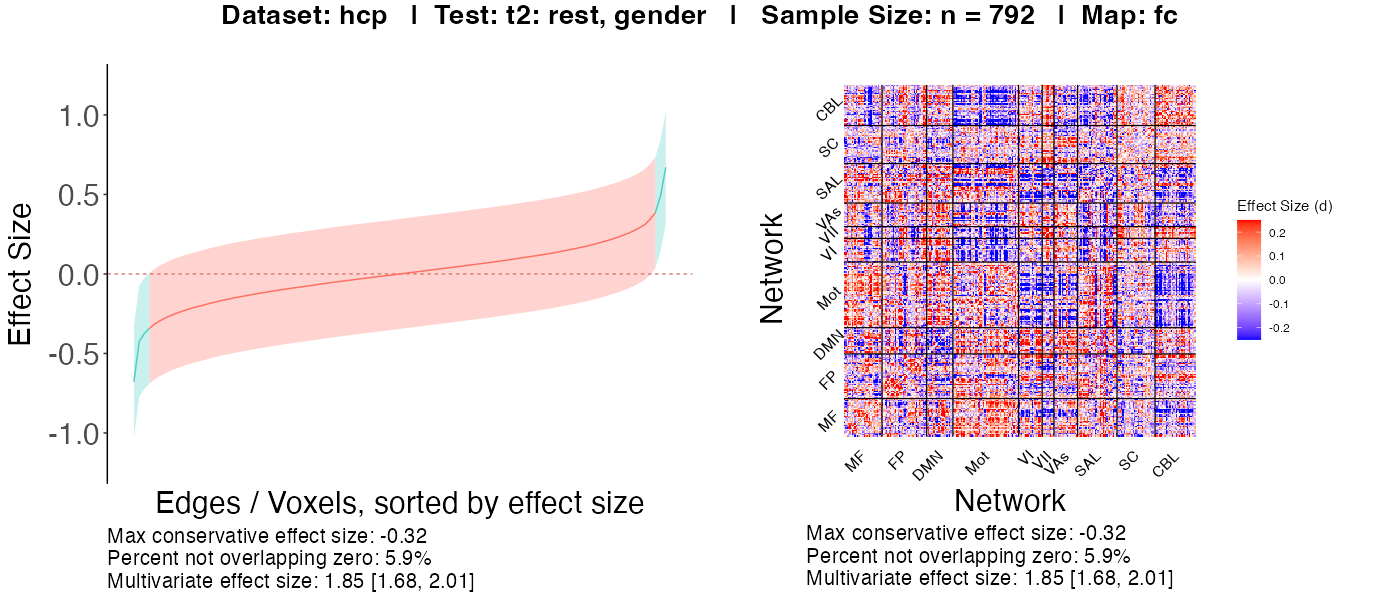 Dataset: hcp | Test: t2: rest, gender | Sample Size: n = 792 | Map: fc
Effect Size
1.0
0.5
0.0
-0.5
-1.0
Edges / Voxels, sorted by effect size
Max conservative effect size: -0.32
Percent not overlapping zero: 5.9%
Multivariate effect size: 1.85 [1.68, 2.01]
Network
CBL
SC
SAL
VAs
VII
VI
Mot
DMN
FP
MF
MF
FP
DMN
Mot
VI
VII
VAs
SAL
SC
CBL
Network
Max conservative effect size: -0.32
Percent not overlapping zero: 5.9%
Multivariate effect size: 1.85 [1.68, 2.01]
Effect Size (d)
0.2
0.1
0.0
-0.1
-0.2